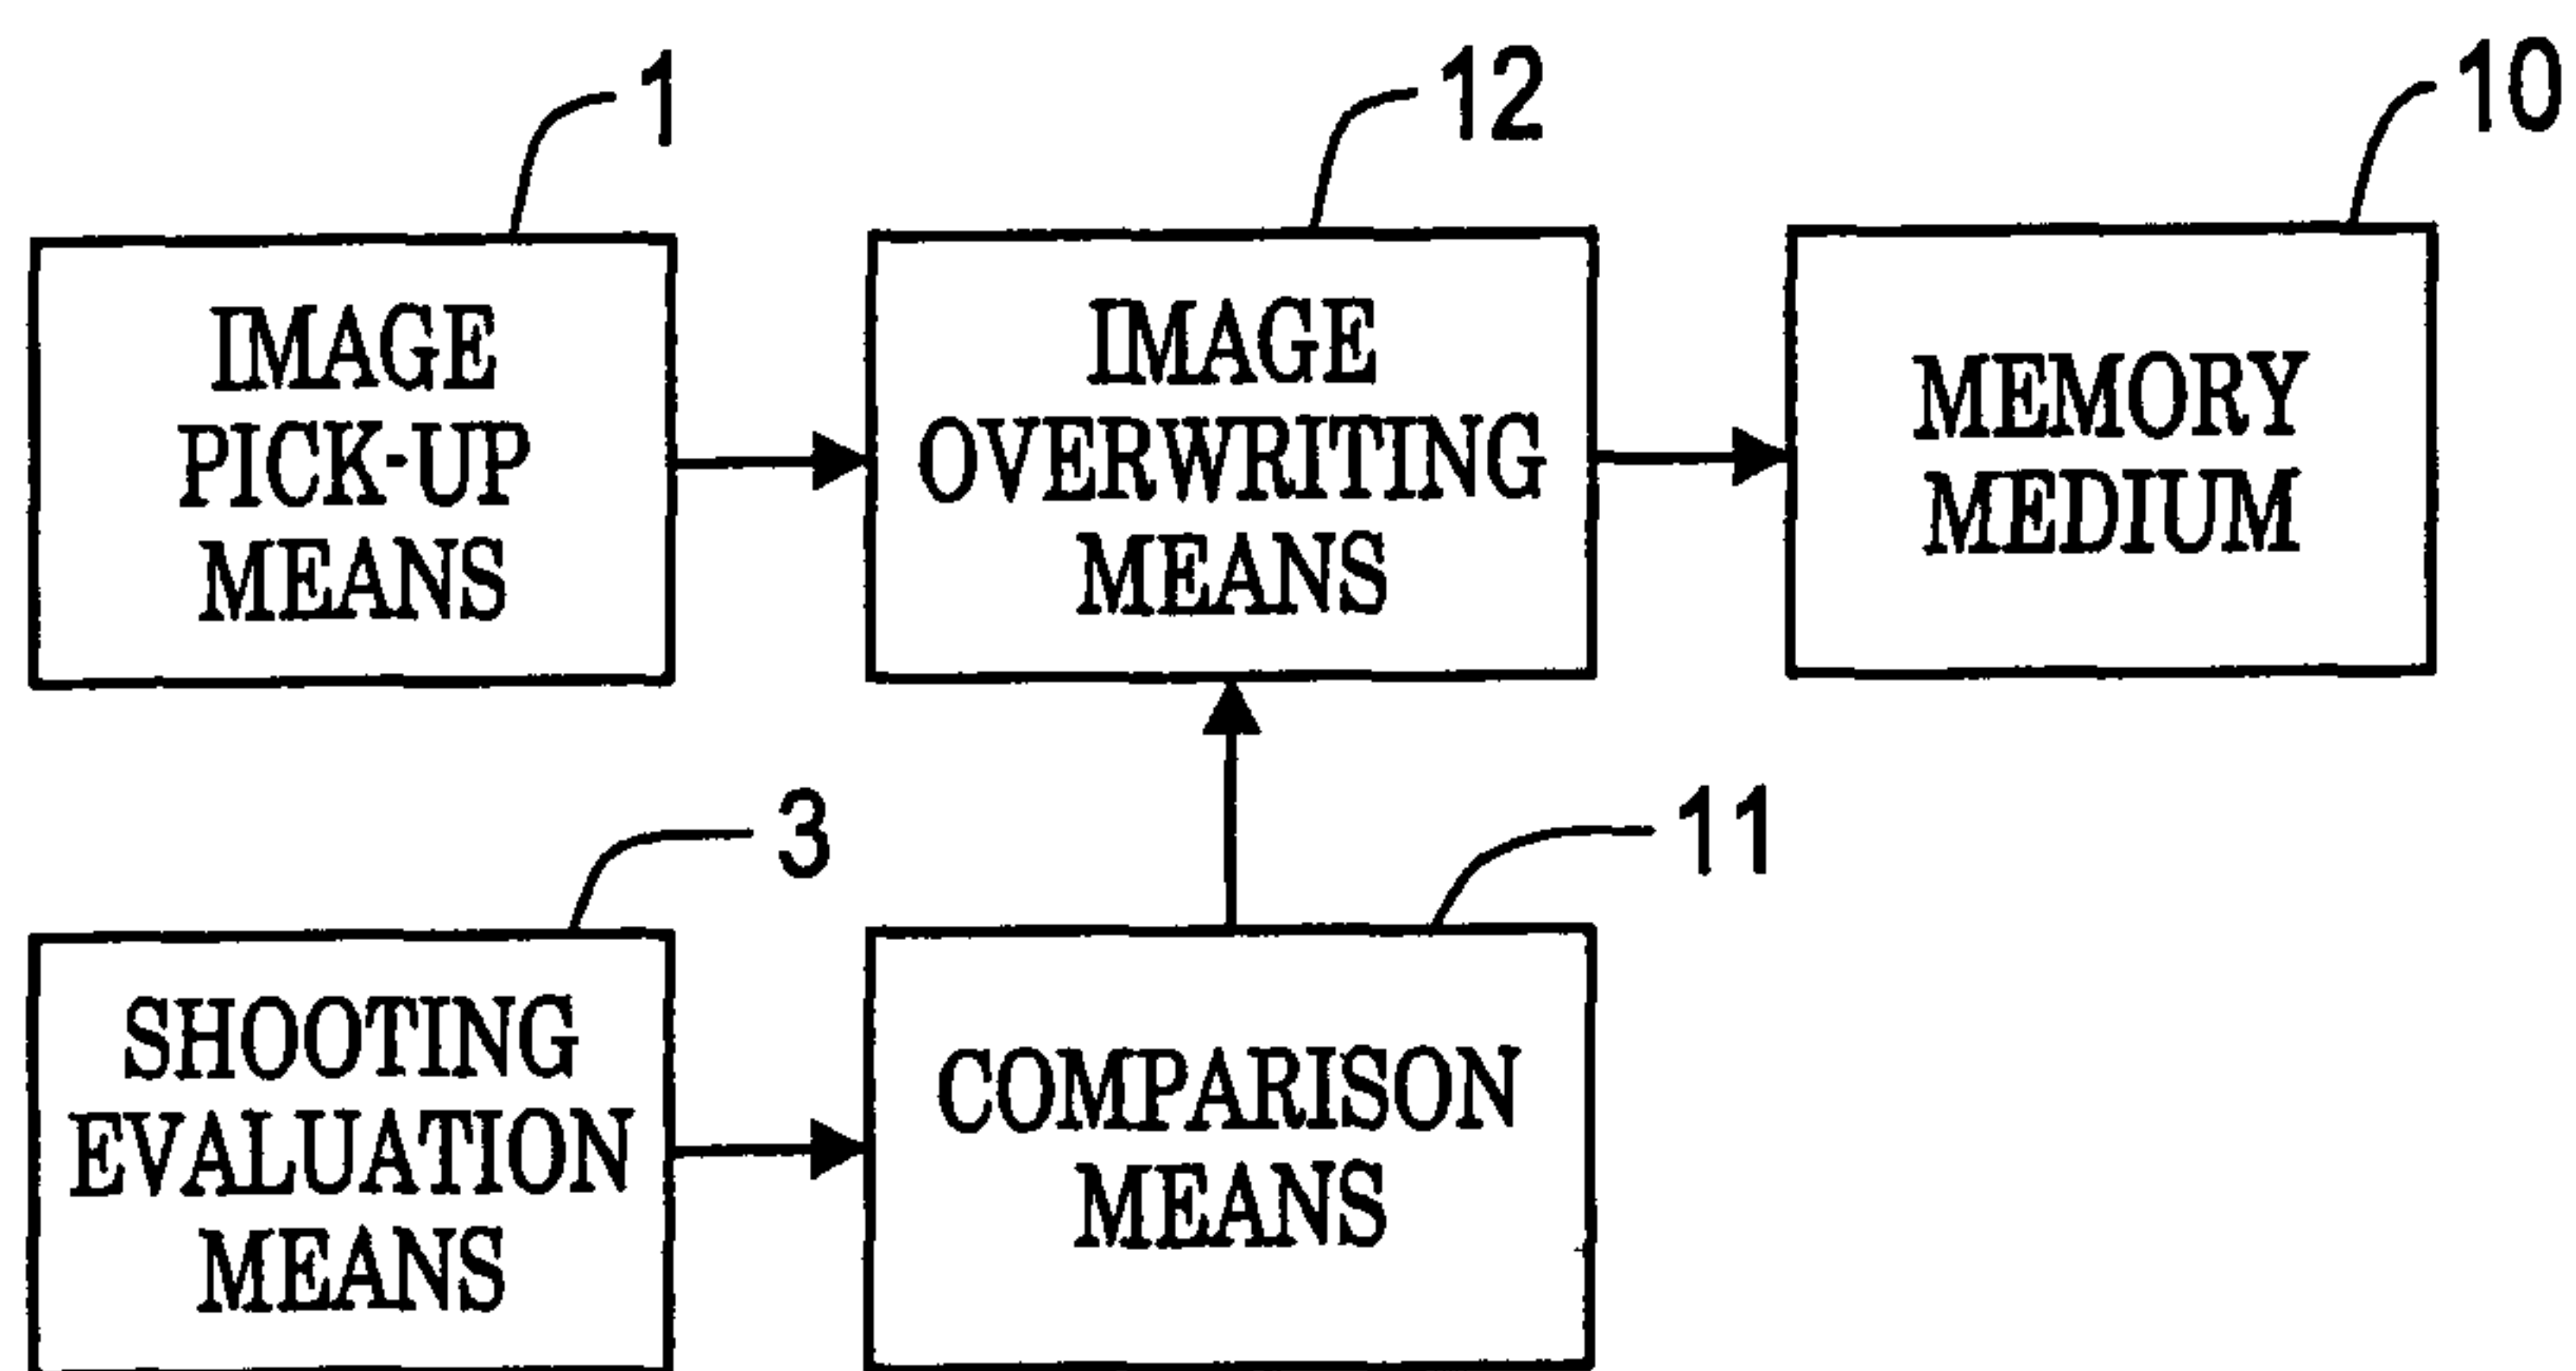 1
12
10
IMAGE
PICK-UP
MEANS
IMAGE
OVERWRITING
MEANS
MEMORY
MEDIUM
3
11
SHOOTING
EVALUATION
MEANS
COMPARISON
MEANS